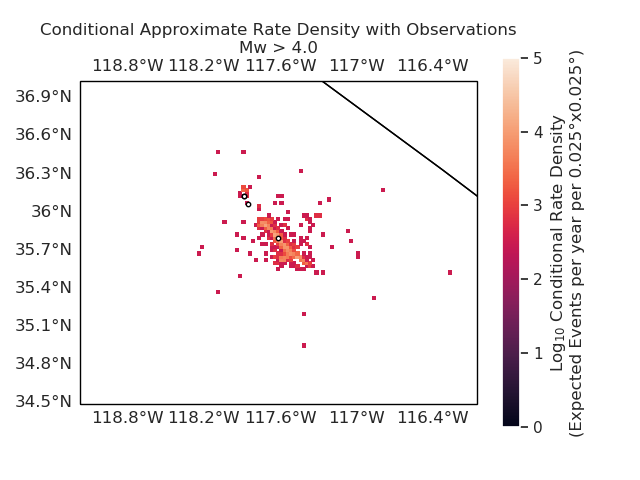 Conditional Approximate Rate Density with Observations
Mw > 4.0
118.8°W 118.2°W 117.6°W 117°W 116.4°W
36.9°N
36.6°N
36.3°N
36°N
35.7°N
35.4°N
35.1°N
34.8°N
34.5°N
118.8°W 118.2°W 117.6°W 117°W 116.4°W
5
4
3
2
1
0
Log₁₀ Conditional Rate Density
(Expected Events per year per 0.025°x0.025°)